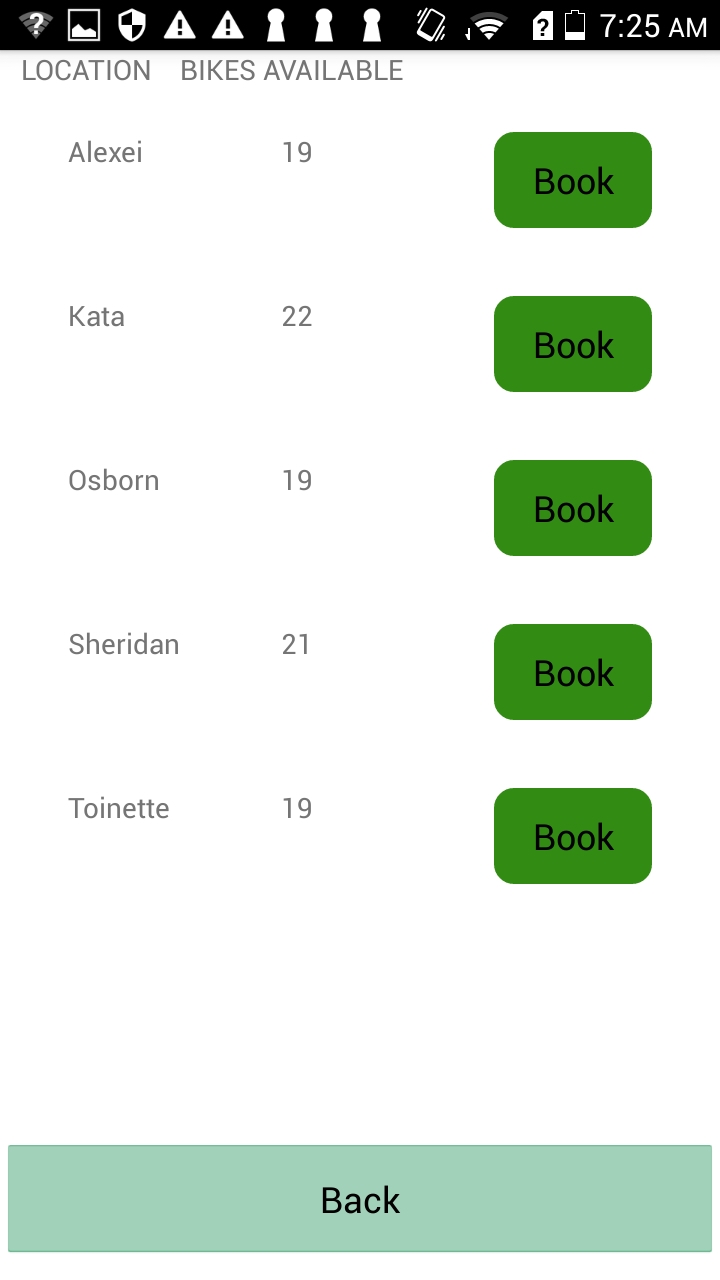 7:25 AM
LOCATION BIKES AVAILABLE
Alexei 19 Book
Kata 22 Book
Osborn 19 Book
Sheridan 21 Book
Toinette 19 Book
Back